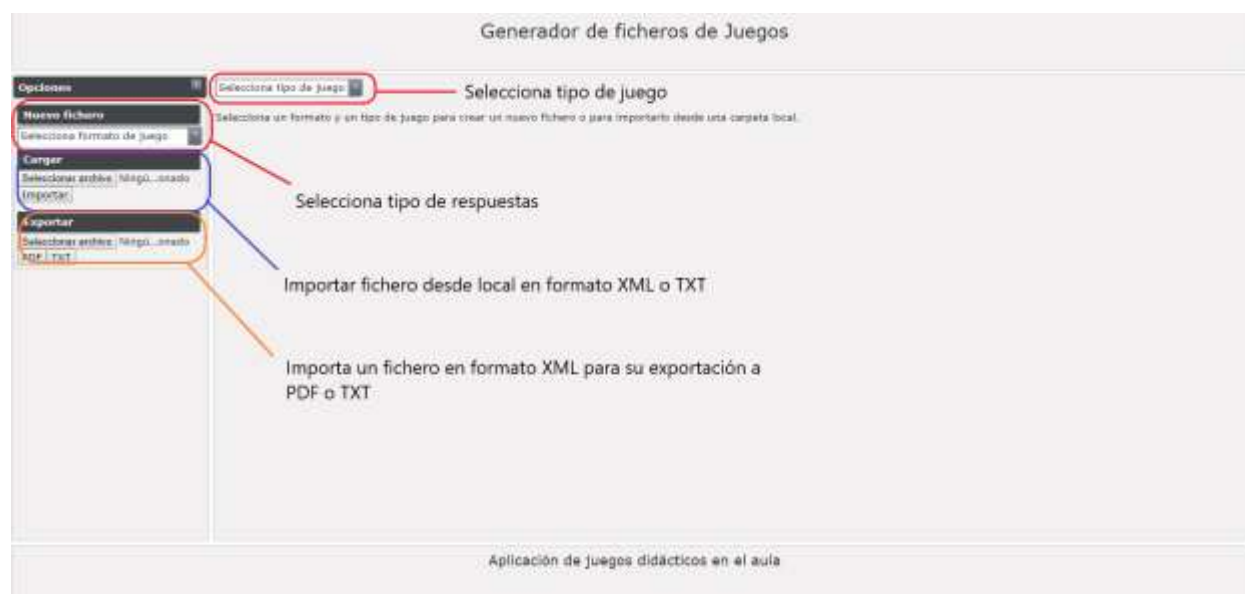 Generador de ficheros de Juegos
Opciones
Selecciona tipo de juego
Selecciona tipo de juego
Nuevo fichero
Selecciona un formato y un tipo de juego para crear un nuevo fichero o para importarlo desde una carpeta local.
Selecciona formato de juego
Cargar
Seleccionar archivo Ningú...onado
Importar
Selecciona tipo de respuestas
Exportar
Seleccionar archivo Ningú...onado
PDF TXT
Importar fichero desde local en formato XML o TXT
Importa un fichero en formato XML para su exportación a
PDF o TXT
Aplicación de juegos didácticos en el aula